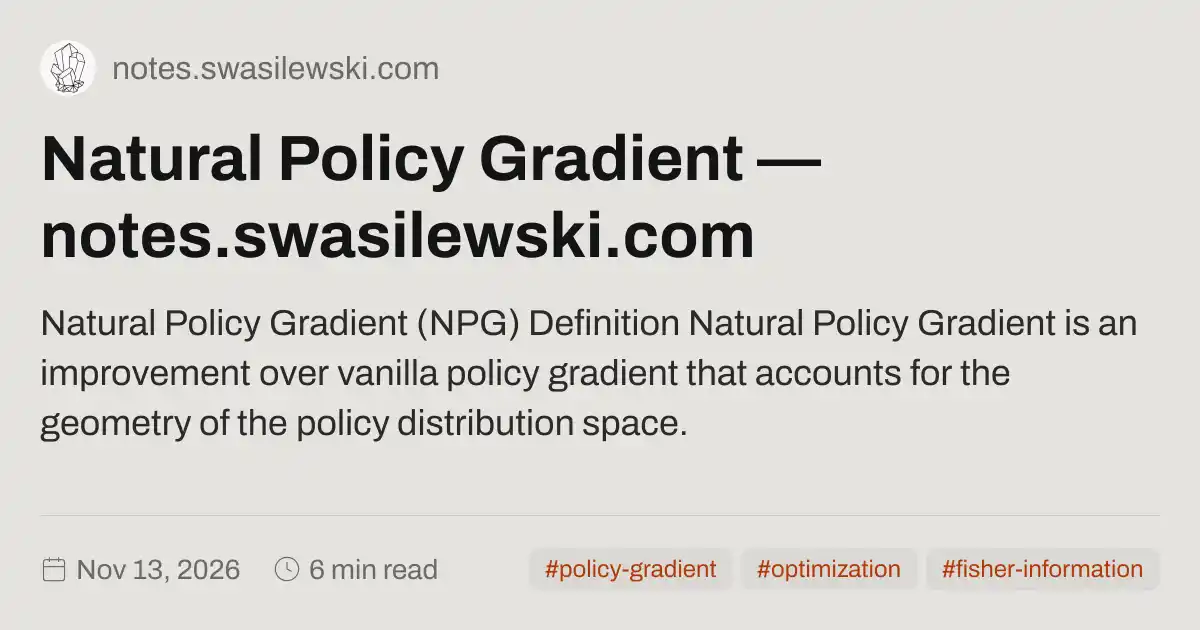 notes.swasilewski.com
Natural Policy Gradient —
notes.swasilewski.com
Natural Policy Gradient (NPG) Definition Natural Policy Gradient is an
improvement over vanilla policy gradient that accounts for the
geometry of the policy distribution space.
Nov 13, 2026 6 min read #policy-gradient #optimization #fisher-information